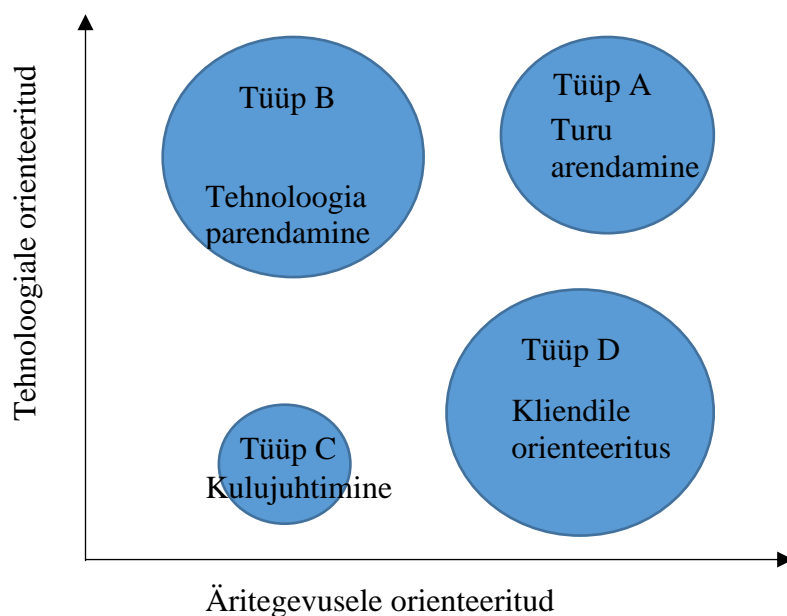 Tehnoloogiale orienteeritud
Tüüp B
Tehnoloogia
parendamine
Tüüp A
Turu
arendamine
Tüüp C
Kulujuhtimine
Tüüp D
Kliendile
orienteeritus
Äritegevusele orienteeritud